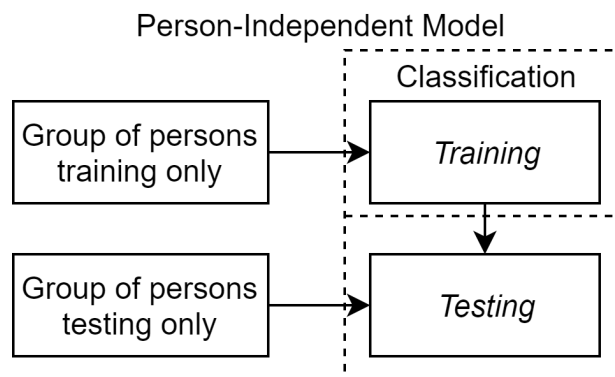 Person-Independent Model
Classification
Group of persons
training only
Training
Group of persons
testing only
Testing